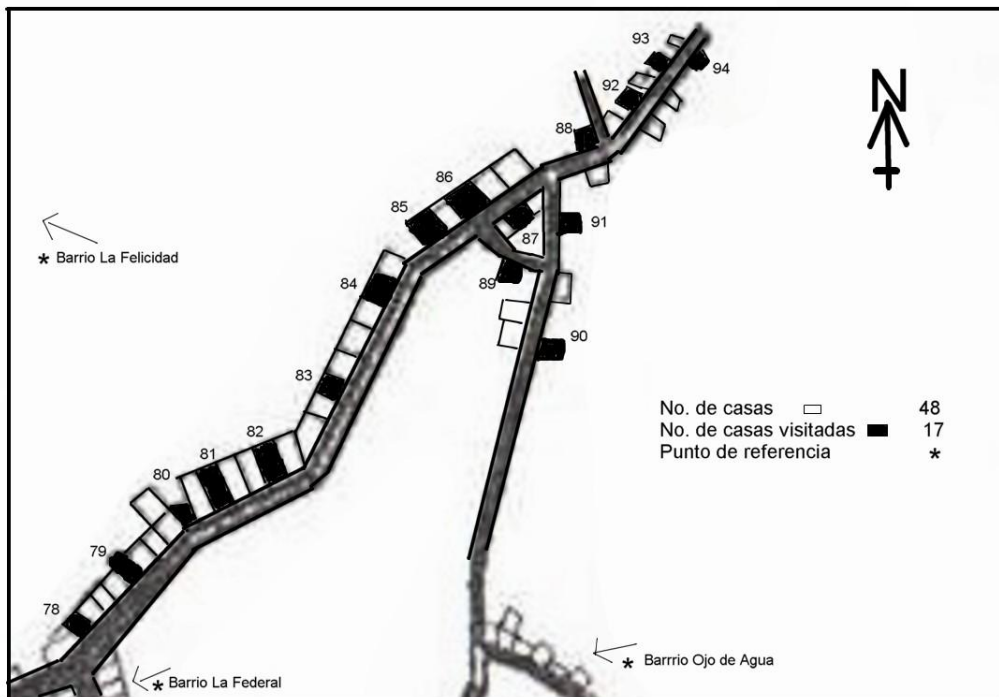 93
94
92
N
88
86
85
91
87
* Barrio La Felicidad
84
89
90
83
No. de casas 48
No. de casas visitadas 17
Punto de referencia *
82
81
80
79
78
* Barrrio Ojo de Agua
* Barrio La Federal